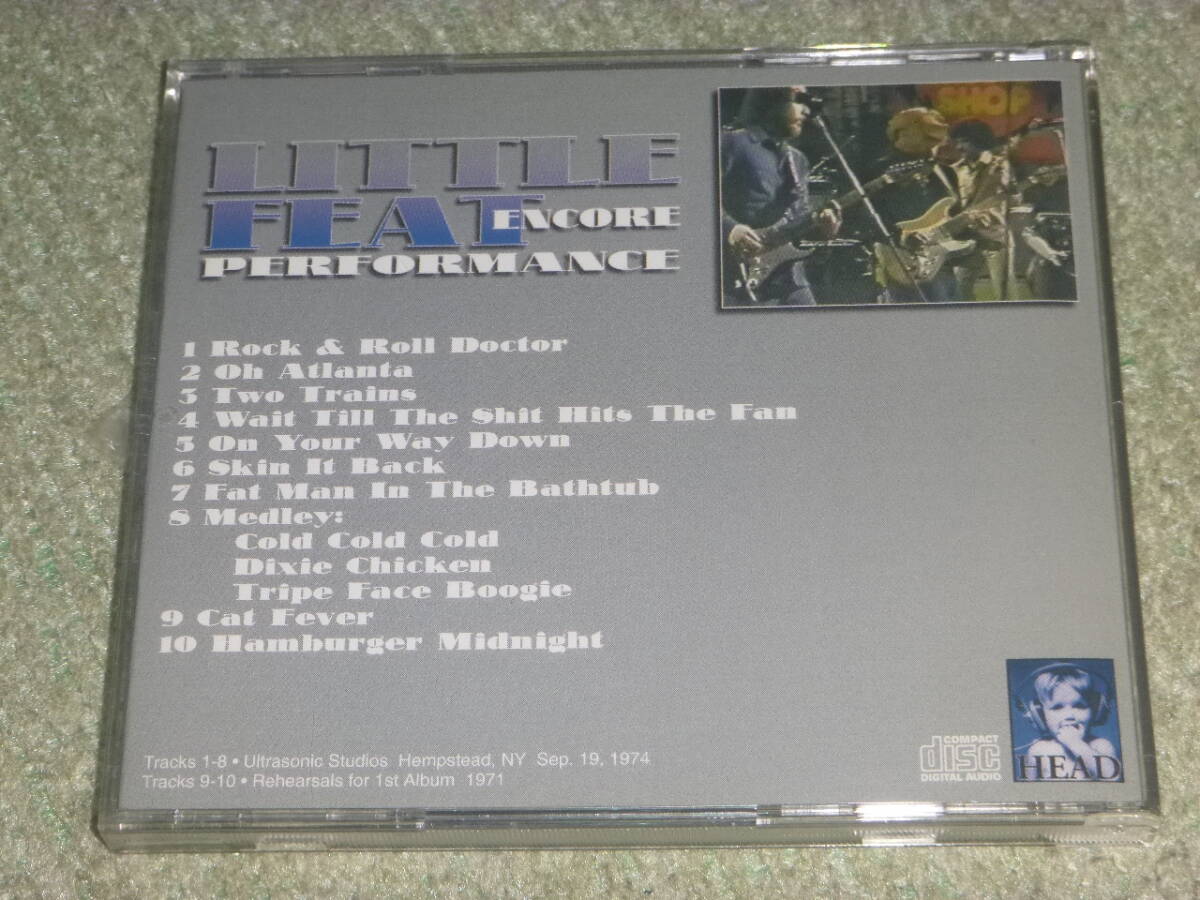 LITTLE
FEAT ENCORE
PERFORMANCE
SHOP
1 Rock & Roll Doctor
2 Oh Atlanta
3 Two Trains
4 Wait Till The Shit Hits The Fan
5 On Your Way Down
6 Skin It Back
7 Fat Man In The Bathtub
8 Medley:
Cold Cold Cold
Dixie Chicken
Tripe Face Boogie
9 Cat Fever
10 Hamburger Midnight
Tracks 1-8 • Ultrasonic Studios Hempstead, NY Sep. 19, 1974
Tracks 9-10 • Rehearsals for 1st Album 1971
COMPACT
disc
DIGITAL AUDIO
HEAD